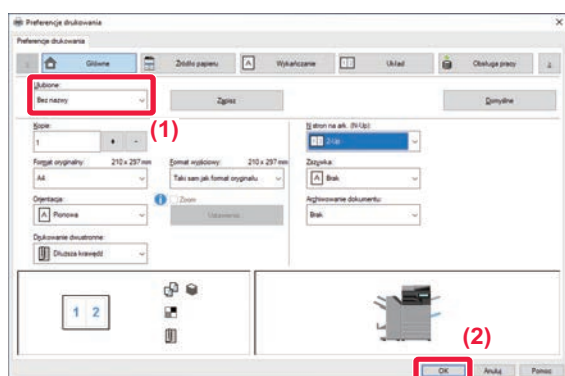 Preferencje drukowania
Preferencje drukowania
Główne
Źródło papieru
Wykańczanie
Układ
Obsługa pracy
Ulubione:
Bez nazwy
Zapisz
Domyślne
(1)
Kopie:
1
+ -
N stron na ark. (N-Up):
2-Up
Format oryginalny: 210 x 297 mm
Format wyjściowy: 210 x 297 mm
Zszywka:
A4
Taki sam jak format oryginału
Brak
Orientacja:
Zoom
Archiwowanie dokumentu:
Pionowa
Ustawienia
Brak
Drukowanie dwustronne:
Dłuższa krawędź
1 2
(2)
OK
Anuluj
Pomoc